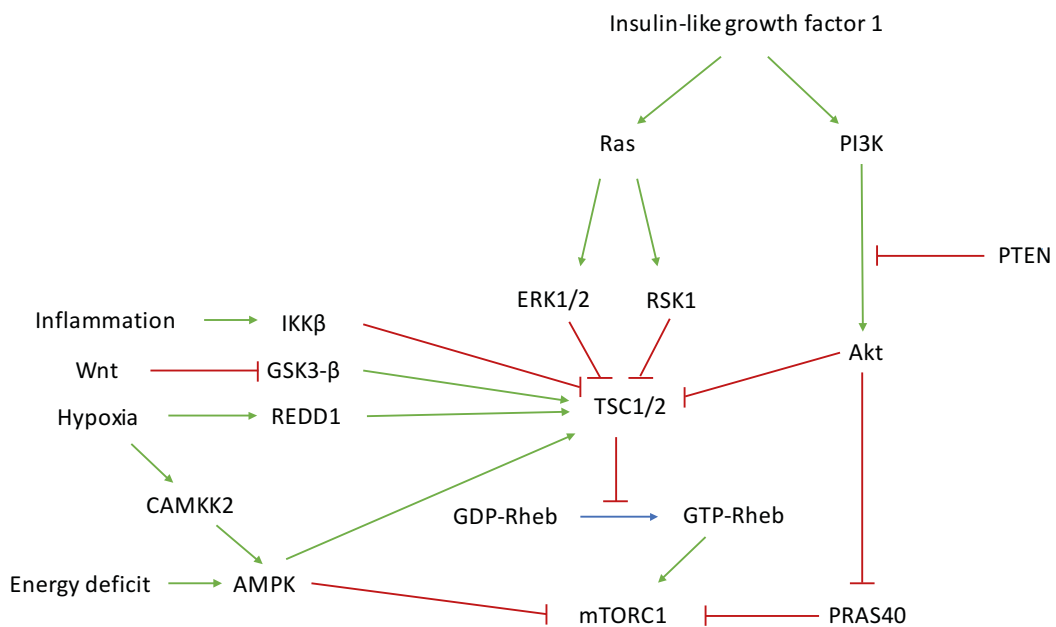 Insulin-like growth factor 1
Ras
PI3K
PTEN
ERK1/2
RSK1
Inflammation
IKKβ
Akt
Wnt
GSK3-β
TSC1/2
Hypoxia
REDD1
CAMKK2
GDP-Rheb
GTP-Rheb
Energy deficit
AMPK
mTORC1
PRAS40